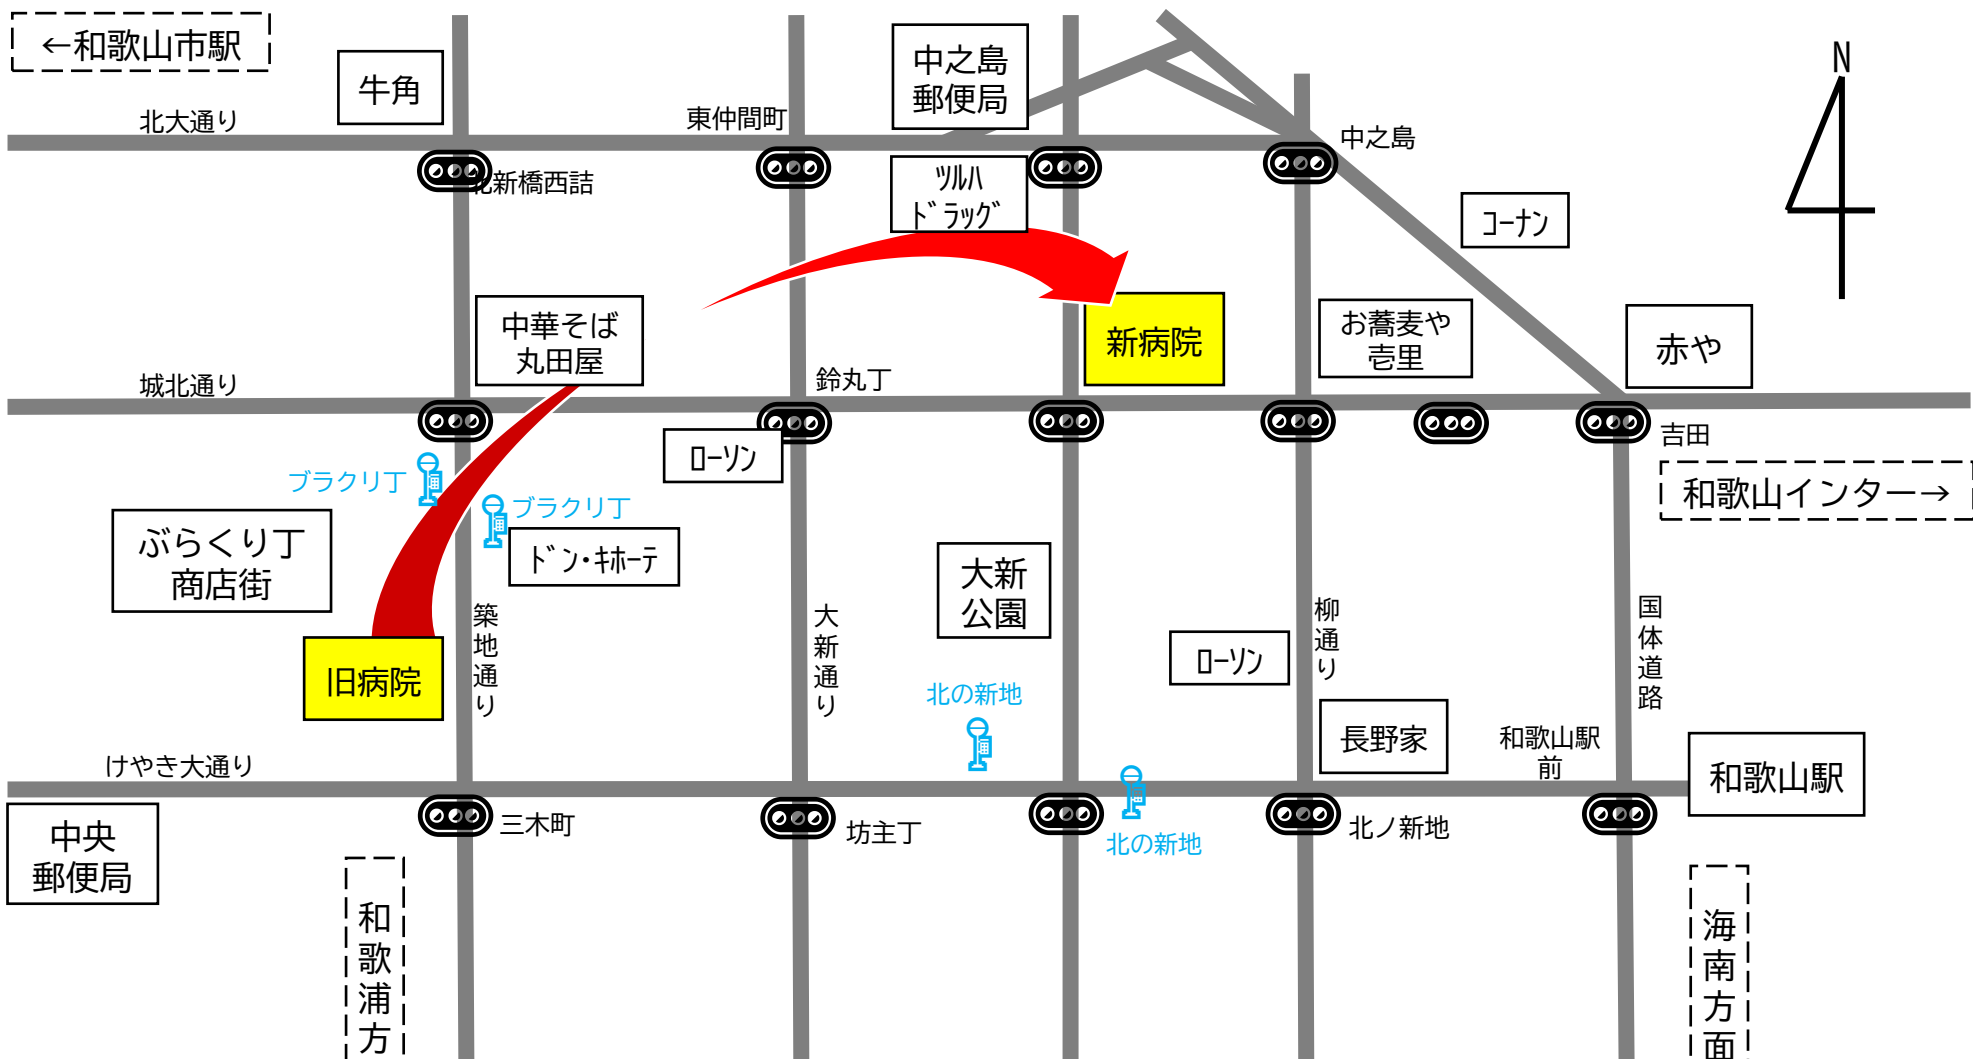 ←和歌山市駅
牛角
中之島
郵便局
N
北大通り
東仲間町
中之島
北新橋西詰
ツルハ
ドラッグ
コーナン
中華そば
丸田屋
新病院
お蕎麦や
壱里
赤や
城北通り
鈴丸丁
吉田
ローソン
ブラクリ丁
ブラクリ丁
和歌山インター→
ぶらくり丁
商店街
ドン・キホーテ
大新
公園
築地通り
大新通り
柳通り
国体道路
旧病院
ローソン
北の新地
長野家
和歌山駅
前
けやき大通り
和歌山駅
中央
郵便局
三木町
坊主丁
北の新地
北ノ新地
和歌浦方
海南方面